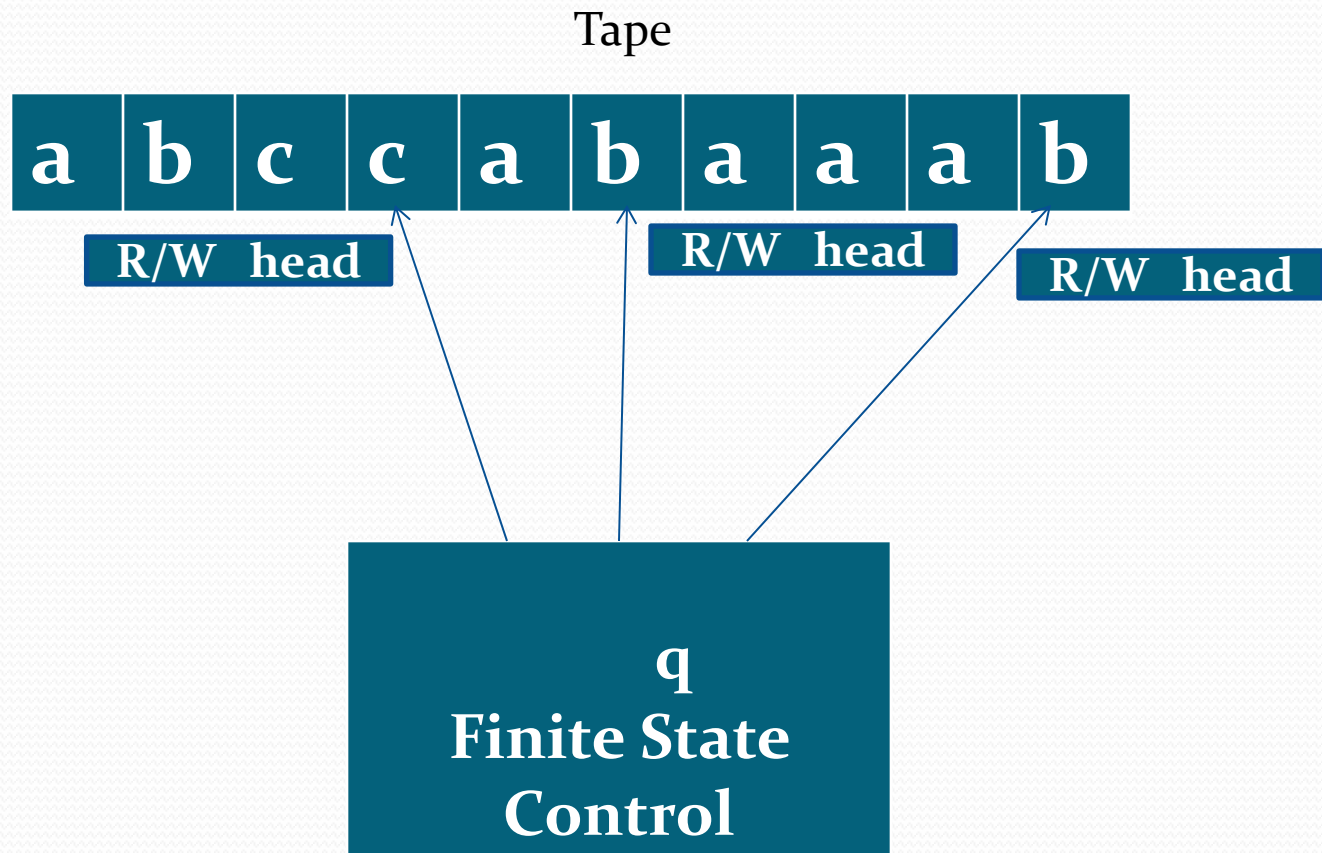 Tape
a b c c a b a a a b
R/W head
R/W head
R/W head
q
Finite State
Control